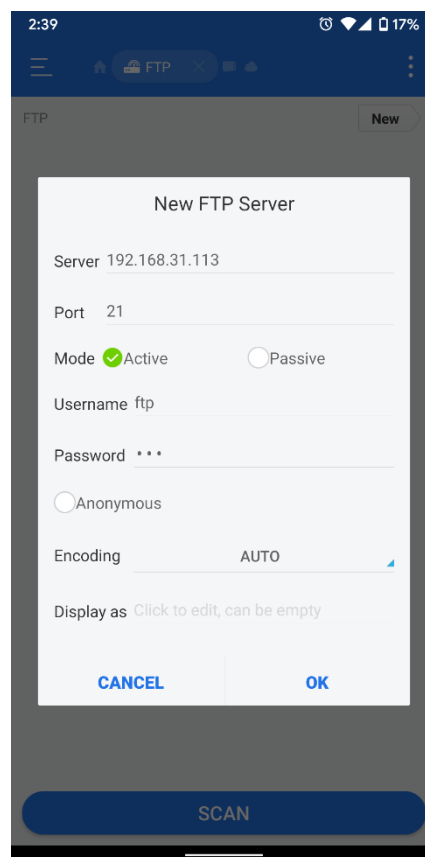 2:39 17%
FTP
FTP New
New FTP Server
Server 192.168.31.113
Port 21
Mode Active Passive
Username ftp
Password •••
Anonymous
Encoding AUTO
Display as Click to edit, can be empty
CANCEL OK
SCAN